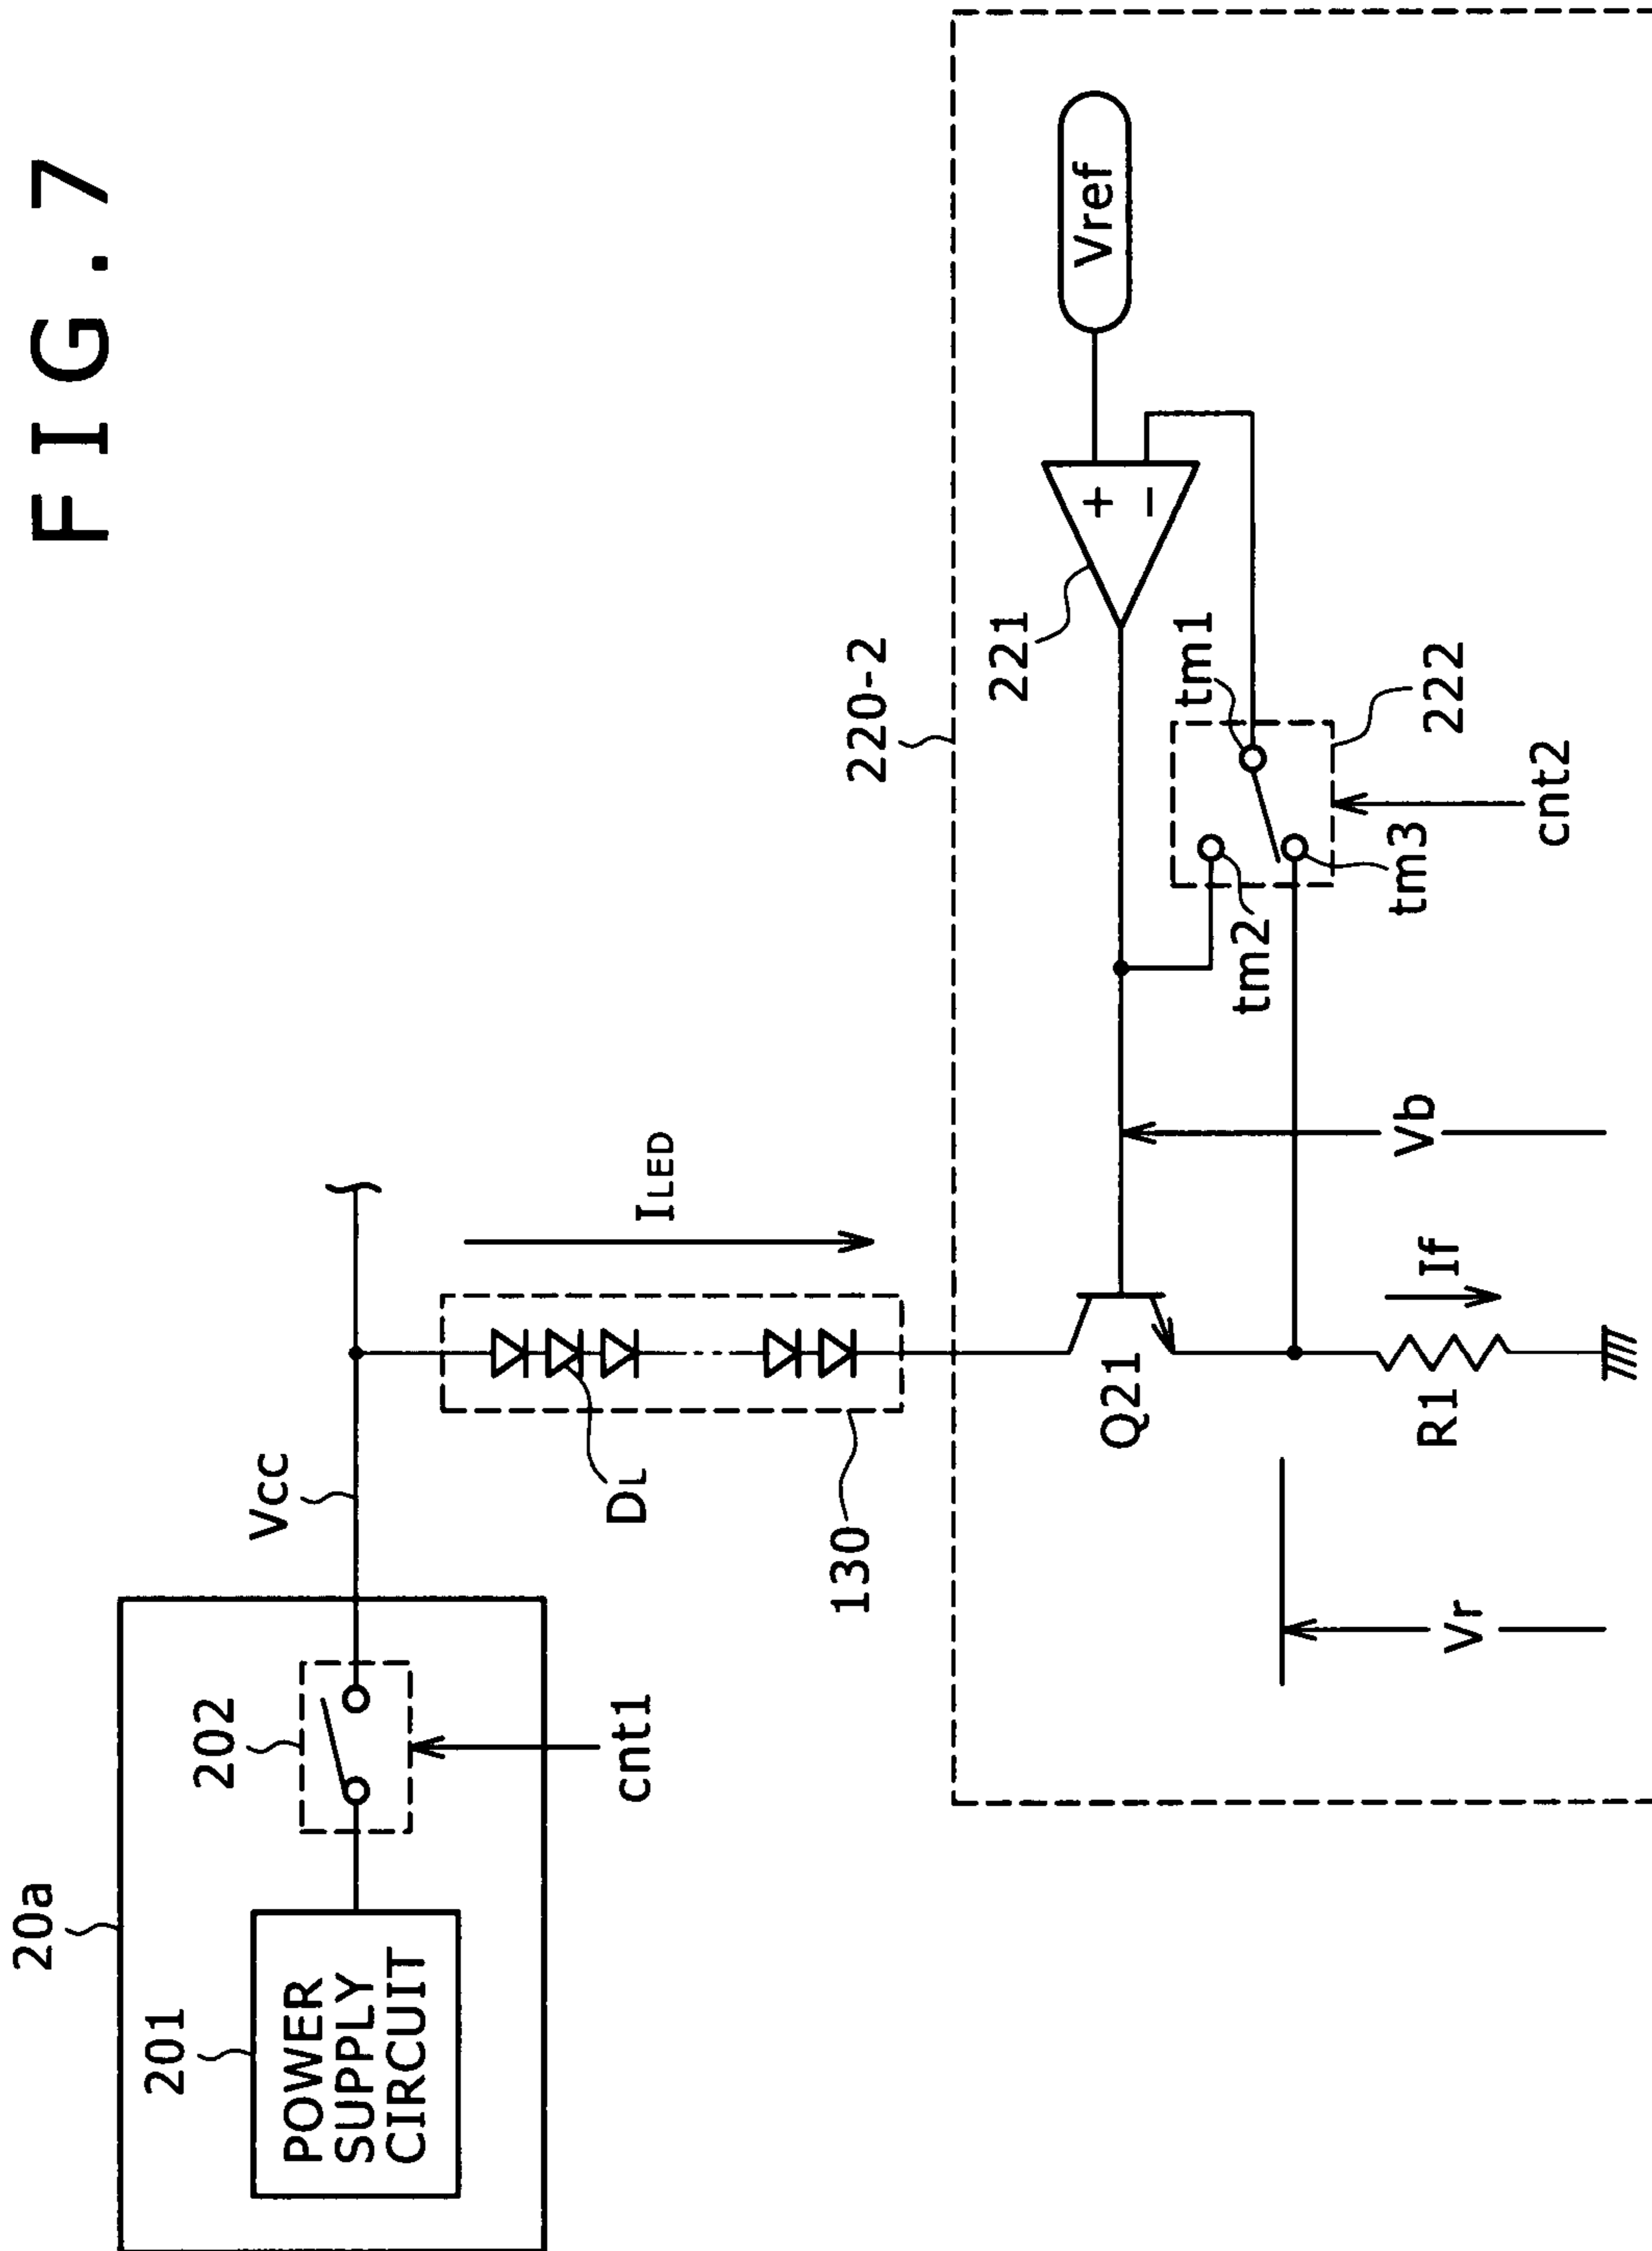 FIG. 7
20a
201
POWER
SUPPLY
CIRCUIT
202
cnt1
Vcc
DL
130
ILED
220-2
Q21
R1
If
Vr
Vb
221
+
−
Vref
tm1
tm2
tm3
222
cnt2